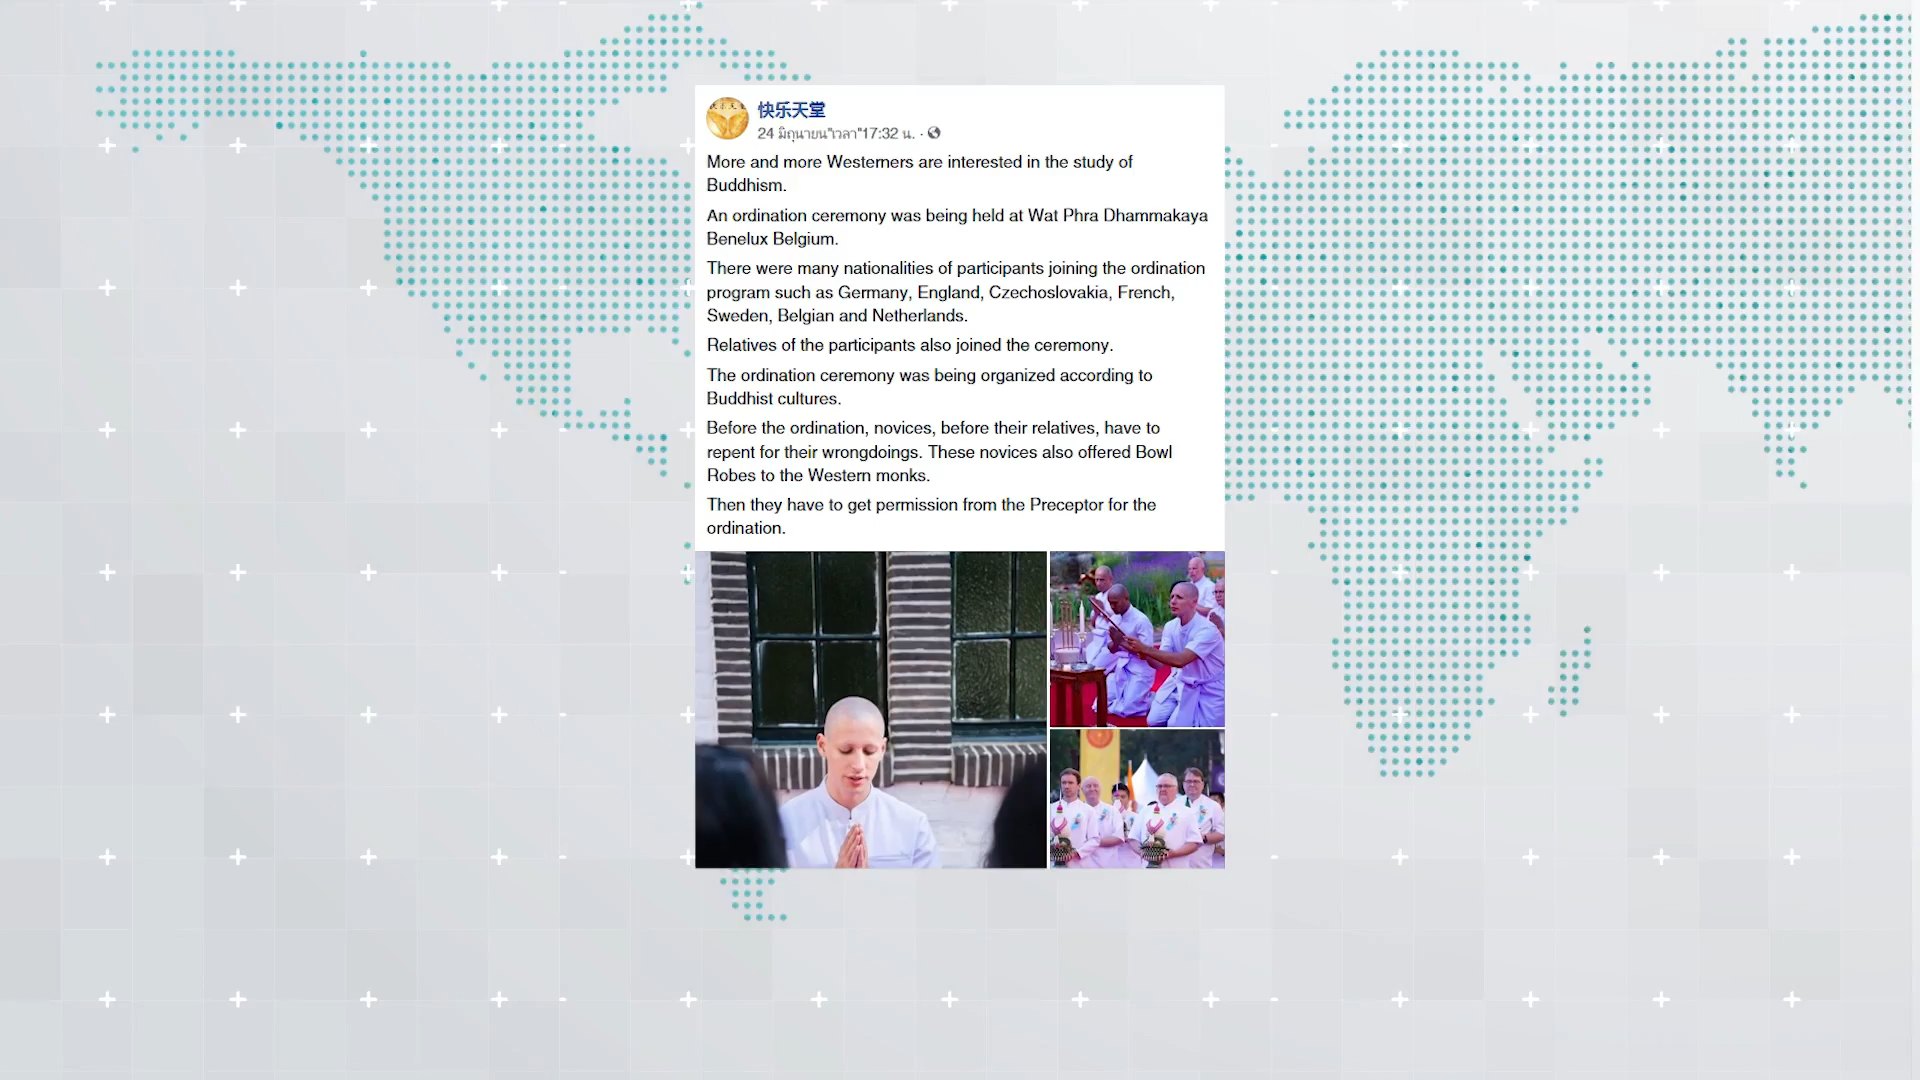 快乐天堂
24 มิถุนายน"เวลา"17:32 น. ·
More and more Westerners are interested in the study of
Buddhism.
An ordination ceremony was being held at Wat Phra Dhammakaya
Benelux Belgium.
There were many nationalities of participants joining the ordination
program such as Germany, England, Czechoslovakia, French,
Sweden, Belgian and Netherlands.
Relatives of the participants also joined the ceremony.
The ordination ceremony was being organized according to
Buddhist cultures.
Before the ordination, novices, before their relatives, have to
repent for their wrongdoings. These novices also offered Bowl
Robes to the Western monks.
Then they have to get permission from the Preceptor for the
ordination.